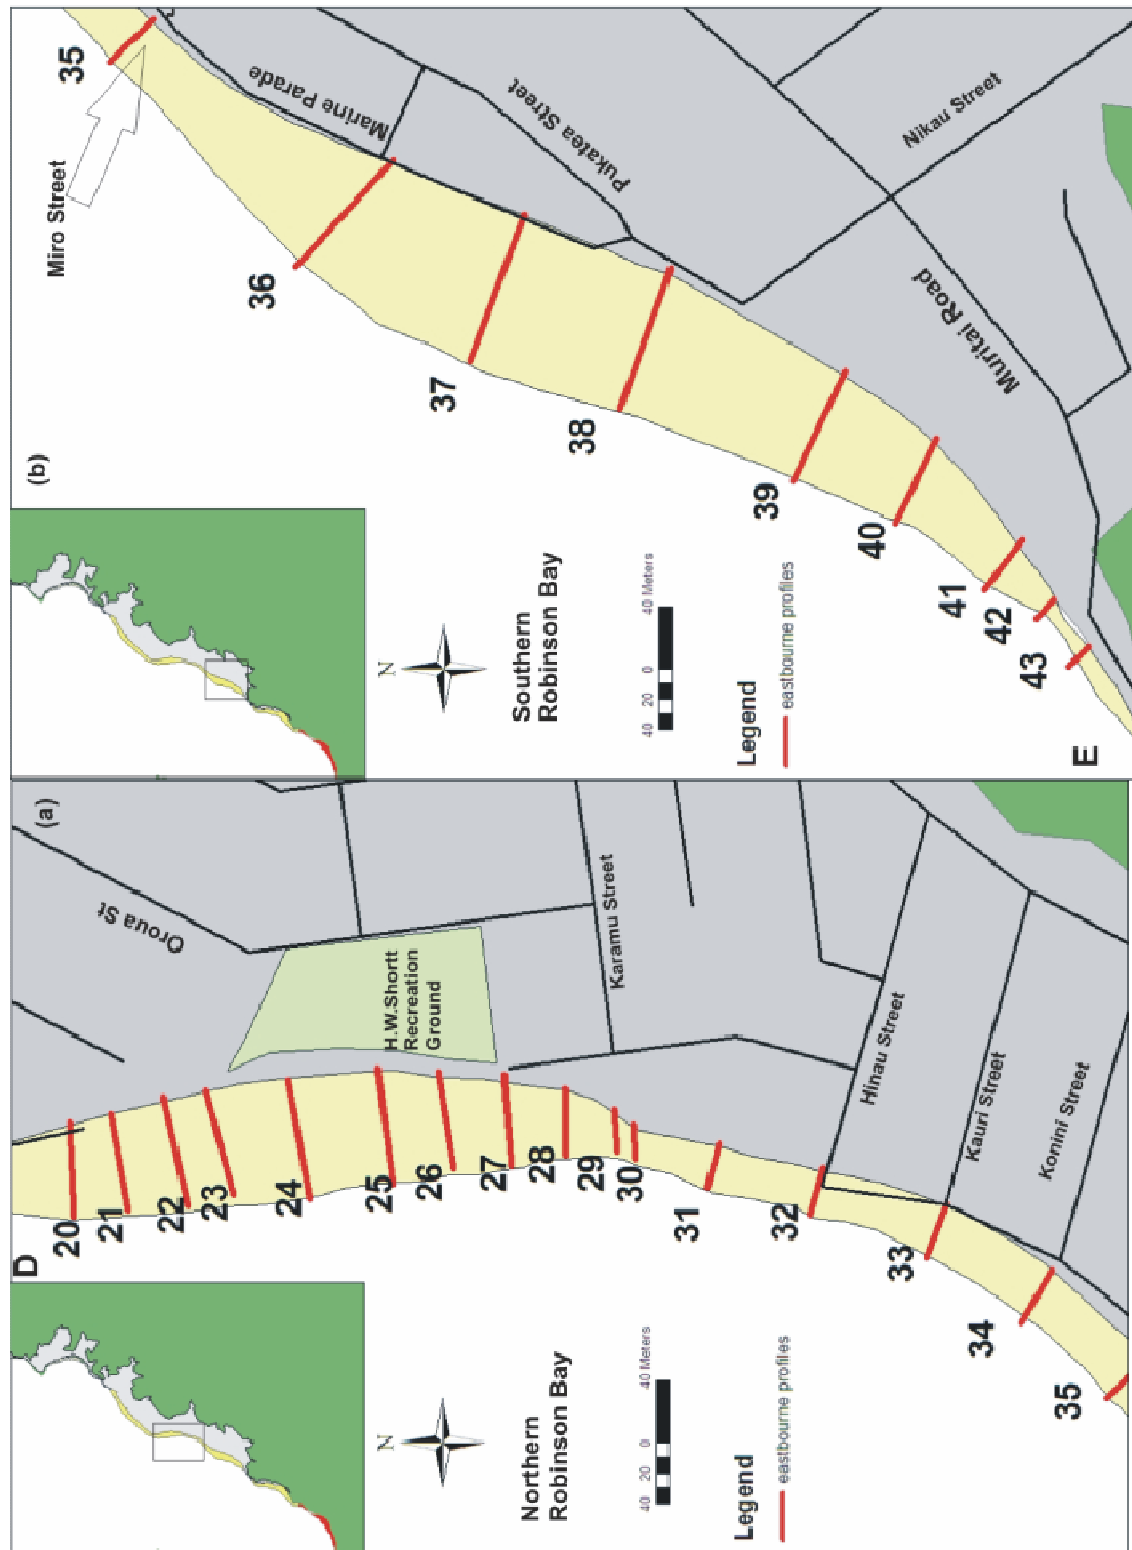 (b)
35
Miro Street
Marine Parade
Pukatea Street
Nikau Street
Muritai Road
36
37
38
39
40
41
42
43
N
Southern
Robinson Bay
40 20 0 40 Meters
Legend
eastbourne profiles
E
(a)
Oroua St
H.W.Shortt
Recreation
Ground
Karamu Street
Hinau Street
Kauri Street
Konini Street
D
20
21
22
23
24
25
26
27
28
29
30
31
32
33
34
35
N
Northern
Robinson Bay
40 20 0 40 Meters
Legend
eastbourne profiles